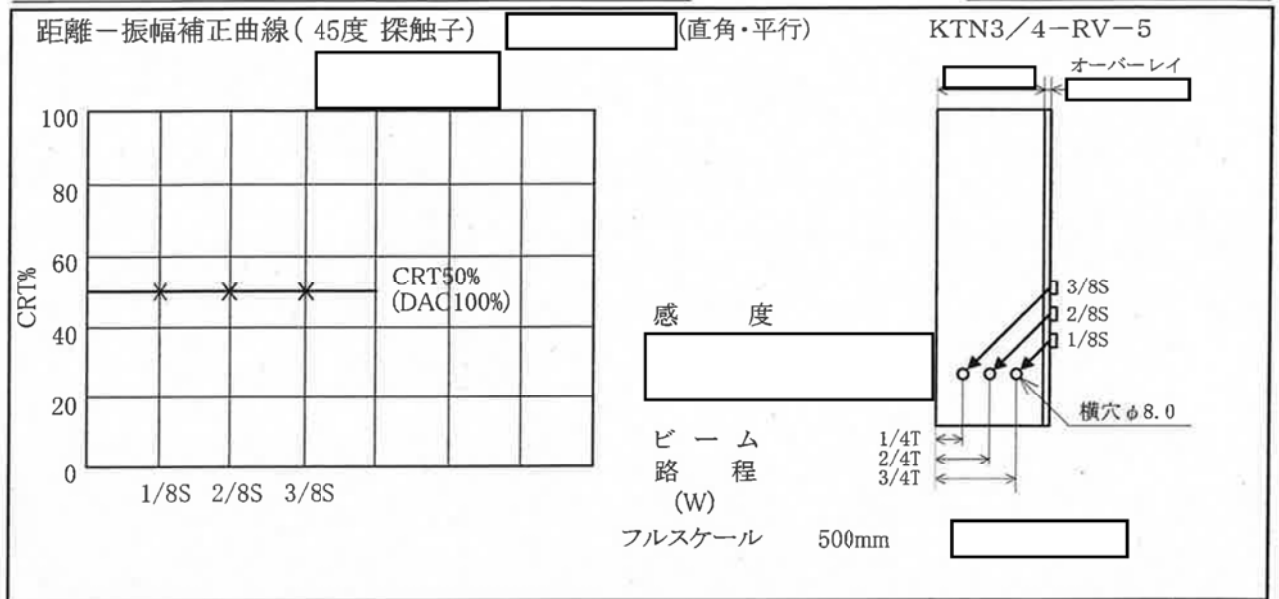 距離－振幅補正曲線( 45度 探触子)
(直角・平行)
KTN3／4－RV－5
オーバーレイ
100
80
60
40
20
0
CRT%
CRT50%
(DAC100%)
1/8S 2/8S 3/8S
感 度
ビ ー ム
路 程
(W)
フルスケール 500mm
3/8S
2/8S
1/8S
横穴φ8.0
1/4T
2/4T
3/4T